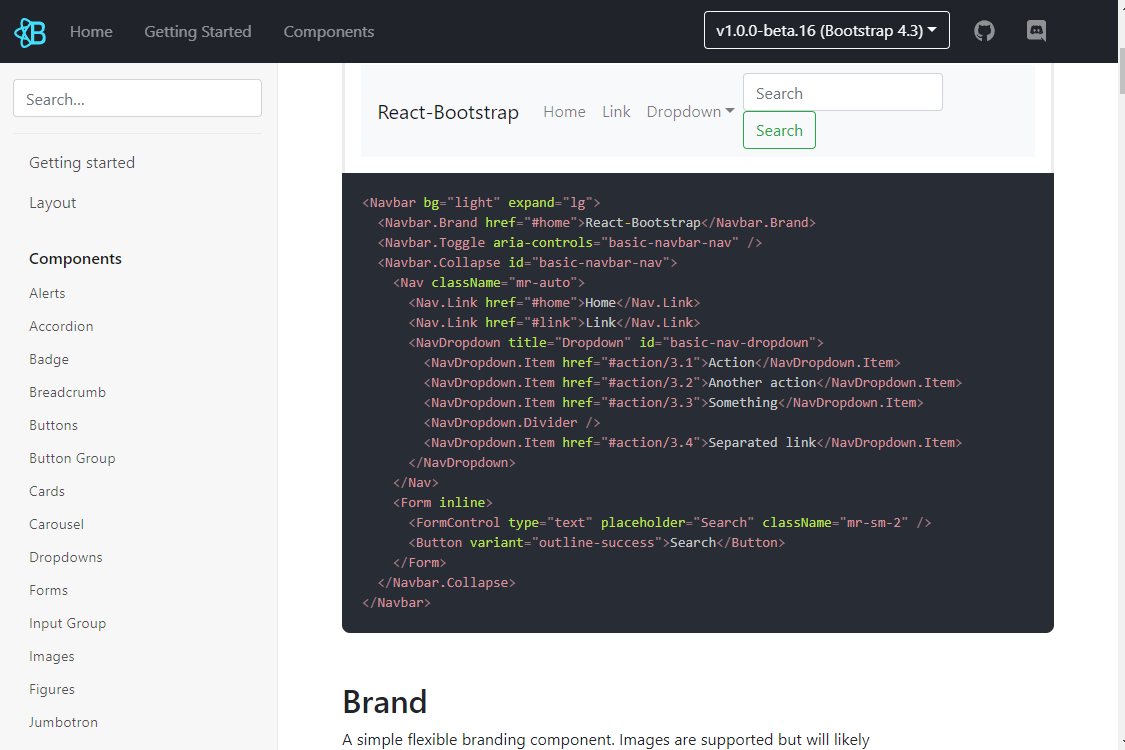 Home Getting Started Components v1.0.0-beta.16 (Bootstrap 4.3)
Search...
Getting started
Layout
Components
Alerts
Accordion
Badge
Breadcrumb
Buttons
Button Group
Cards
Carousel
Dropdowns
Forms
Input Group
Images
Figures
Jumbotron
React-Bootstrap Home Link Dropdown Search
Search
<Navbar bg="light" expand="lg">
  <Navbar.Brand href="#home">React-Bootstrap</Navbar.Brand>
  <Navbar.Toggle aria-controls="basic-navbar-nav" />
  <Navbar.Collapse id="basic-navbar-nav">
    <Nav className="mr-auto">
      <Nav.Link href="#home">Home</Nav.Link>
      <Nav.Link href="#link">Link</Nav.Link>
      <NavDropdown title="Dropdown" id="basic-nav-dropdown">
        <NavDropdown.Item href="#action/3.1">Action</NavDropdown.Item>
        <NavDropdown.Item href="#action/3.2">Another action</NavDropdown.Item>
        <NavDropdown.Item href="#action/3.3">Something</NavDropdown.Item>
        <NavDropdown.Divider />
        <NavDropdown.Item href="#action/3.4">Separated link</NavDropdown.Item>
      </NavDropdown>
    </Nav>
    <Form inline>
      <FormControl type="text" placeholder="Search" className="mr-sm-2" />
      <Button variant="outline-success">Search</Button>
    </Form>
  </Navbar.Collapse>
</Navbar>
Brand
A simple flexible branding component. Images are supported but will likely